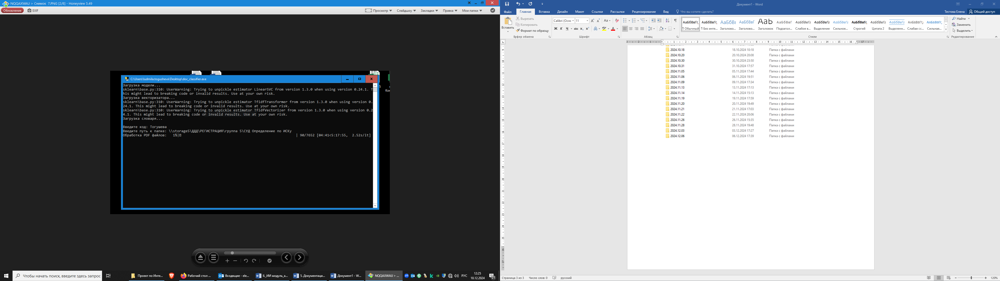 NQQAXWAU > Снимок 7.PNG [2/8] - Honeyview 5.49
Обновление
EXIF
Просмотр
Слайдшоу
Закладки
Правка
Мои папки
C:\Users\ludmila.togusheva\Desktop\doc_classifier.exe
Загрузка модели...
sklearn\base.py:310: UserWarning: Trying to unpickle estimator LinearSVC from version 1.3.0 when using version 0.24.1. T
his might lead to breaking code or invalid results. Use at your own risk.
Загрузка векторизатора...
sklearn\base.py:310: UserWarning: Trying to unpickle estimator TfidfTransformer from version 1.3.0 when using version 0.
24.1. This might lead to breaking code or invalid results. Use at your own risk.
sklearn\base.py:310: UserWarning: Trying to unpickle estimator TfidfVectorizer from version 1.3.0 when using version 0.2
4.1. This might lead to breaking code or invalid results. Use at your own risk.
Загрузка словаря...
Введите код: Тогушева
Введите путь к папке: \\storage5\ДДД\РЕГИСТРАЦИЯ\группа 5\СУД Определение по ИСКу
Обработка PDF файлов: 1%| | 90/7652 [04:41<5:17:55, 2.52s/it]
Чтобы начать поиск, введите здесь запрос
Проект по Инте...
Рабочий стол ...
Входящие - ele...
IL_ИИ модуль_а...
5. Документаци...
Документ1 - W...
NQQAXWAU > ...
РУС
12:25
10.12.2024
21
Документ1 - Word
Тестова Елена
Общий доступ
Файл
Главная
Вставка
Дизайн
Макет
Ссылки
Рассылки
Рецензирование
Вид
Что вы хотите сделать?
Вставить
Вырезать
Копировать
Формат по образцу
Буфер обмена
Calibri (Осно
11
Ж К Ч abc x₂ x²
Шрифт
Абзац
АаБбВвГг,
¶ Обычный
АаБбВвГг,
¶ Без инте...
АаБбВı
Заголово...
АаБбВвГ
Заголово...
АаЬ
Заголовок
АаБбВвГ
Подзагол...
АаБбВвГг
Слабое в...
АаБбВвГг
Выделение
АаБбВвГг
Сильное...
АаБбВвГг,
Строгий
АаБбВвГг
Цитата 2
АаБбВвГг
Выделенн...
АаБбВвГг
Слабая сс...
АаБбВвГг,
Сильная...
Стили
Найти
Заменить
Выделить
Редактирование
2024.10.18 18.10.2024 10:18 Папка с файлами
2024.10.20 20.10.2024 20:08 Папка с файлами
2024.10.30 30.10.2024 23:50 Папка с файлами
2024.10.31 31.10.2024 17:57 Папка с файлами
2024.11.05 05.11.2024 17:44 Папка с файлами
2024.11.06 06.11.2024 19:51 Папка с файлами
2024.11.09 09.11.2024 17:34 Папка с файлами
2024.11.13 13.11.2024 17:13 Папка с файлами
2024.11.14 14.11.2024 15:13 Папка с файлами
2024.11.19 19.11.2024 17:59 Папка с файлами
2024.11.20 20.11.2024 19:49 Папка с файлами
2024.11.21 21.11.2024 17:03 Папка с файлами
2024.11.22 22.11.2024 20:06 Папка с файлами
2024.11.26 26.11.2024 15:35 Папка с файлами
2024.11.28 28.11.2024 19:48 Папка с файлами
2024.12.03 03.12.2024 17:27 Папка с файлами
2024.12.06 06.12.2024 17:39 Папка с файлами
Страница 3 из 3
Число слов: 0
русский
120%